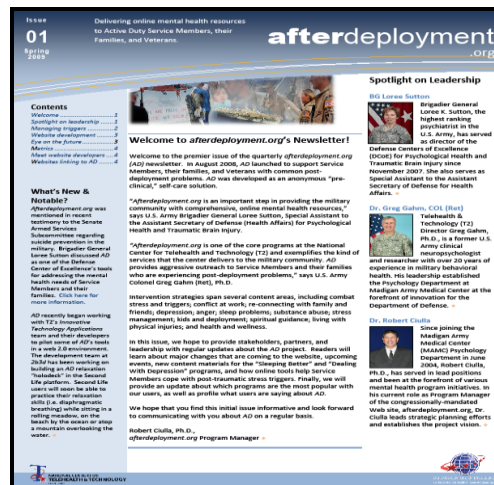 Issue
01
Spring
2009
Delivering online mental health resources
to Active Duty Service Members, their
Families, and Veterans.
afterdeployment
.org
Contents
Welcome ..........................1
Spotlight on leadership .......1
Managing triggers ..............2
Website development .........3
Eye on the future ...............3
Metrics .............................4
Meet website developers ....4
Websites linking to AD .......4
What's New &
Notable?
Afterdeployment.org was
mentioned in recent
testimony to the Senate
Armed Services
Subcommittee regarding
suicide prevention in the
military. Brigadier General
Loree Sutton discussed AD
as one of the Defense
Center of Excellence's tools
for addressing the mental
health needs of Service
Members and their
families. Click here for
more information.
AD recently began working
with T2's Innovative
Technology Applications
team and their developers
to pilot some of AD's tools
in a web 2.0 environment.
The development team at
2b3d has been working on
building an AD relaxation
"holodeck" in the Second
Life platform. Second Life
users will soon be able to
practice their relaxation
skills (i.e. diaphragmatic
breathing) while sitting in a
rolling meadow, on the
beach by the ocean or atop
a mountain overlooking the
water.
Welcome to afterdeployment.org's Newsletter!
Welcome to the premier issue of the quarterly afterdeployment.org
(AD) newsletter. In August 2008, AD launched to support Service
Members, their families, and Veterans with common post-
deployment problems. AD was developed as an anonymous "pre-
clinical," self-care solution.
"Afterdeployment.org is an important step in providing the military
community with comprehensive, online mental health resources,"
says U.S. Army Brigadier General Loree Sutton, Special Assistant to
the Assistant Secretary of Defense (Health Affairs) for Psychological
Health and Traumatic Brain Injury.
"Afterdeployment.org is one of the core programs at the National
Center for Telehealth and Technology (T2) and exemplifies the kind of
services that the center delivers to the military community. AD
provides aggressive outreach to Service Members and their families
who are experiencing post-deployment problems," says U.S. Army
Colonel Greg Gahm (Ret), Ph.D.
Intervention strategies span several content areas, including combat
stress and triggers; conflict at work, re-connecting with family and
friends; depression; anger; sleep problems; substance abuse; stress
management; kids and deployment; spiritual guidance; living with
physical injuries; and health and wellness.
In this issue, we hope to provide stakeholders, partners, and
leadership with regular updates about the AD project. Readers will
learn about major changes that are coming to the website, upcoming
events, new content materials for the "Sleeping Better" and "Dealing
With Depression" programs, and how online tools help Service
Members cope with post-traumatic stress triggers. Finally, we will
provide an update about which programs are the most popular with
our users, as well as profile what users are saying about AD.
We hope that you find this initial issue informative and look forward
to communicating with you about AD on a regular basis.
Robert Ciulla, Ph.D.,
afterdeployment.org Program Manager
Spotlight on Leadership
BG Loree Sutton
Brigadier General
Loree K. Sutton, the
highest ranking
psychiatrist in the
U.S. Army, has served
as director of the
Defense Centers of Excellence
(DCoE) for Psychological Health and
Traumatic Brain injury since
November 2007. She also serves as
Special Assistant to the Assistant
Secretary of Defense for Health
Affairs.
Dr. Greg Gahm, COL (Ret)
Telehealth &
Technology (T2)
Director Greg Gahm,
Ph.D., is a former U.S.
Army clinical
neuropsychologist
and researcher with over 20 years of
experience in military behavioral
health. His leadership established
the Psychology Department at
Madigan Army Medical Center at the
forefront of innovation for the
Department of Defense.
Dr. Robert Ciulla
Since joining the
Madigan Army
Medical Center
(MAMC) Psychology
Department in June
2004, Robert Ciulla,
Ph.D., has served in lead positions
and been at the forefront of various
mental health program initiatives. In
his current role as Program Manager
of the congressionally-mandated
Web site, afterdeployment.org, Dr.
Ciulla leads strategic planning efforts
and establishes the project vision.
NATIONAL CENTER FOR
TELEHEALTH & TECHNOLOGY